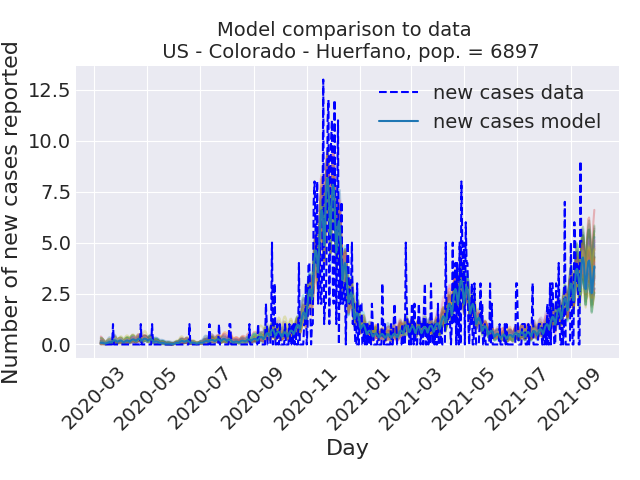 Model comparison to data
US - Colorado - Huerfano, pop. = 6897
Number of new cases reported
12.5
10.0
7.5
5.0
2.5
0.0
new cases data
new cases model
2020-03
2020-05
2020-07
2020-09
2020-11
2021-01
2021-03
2021-05
2021-07
2021-09
Day